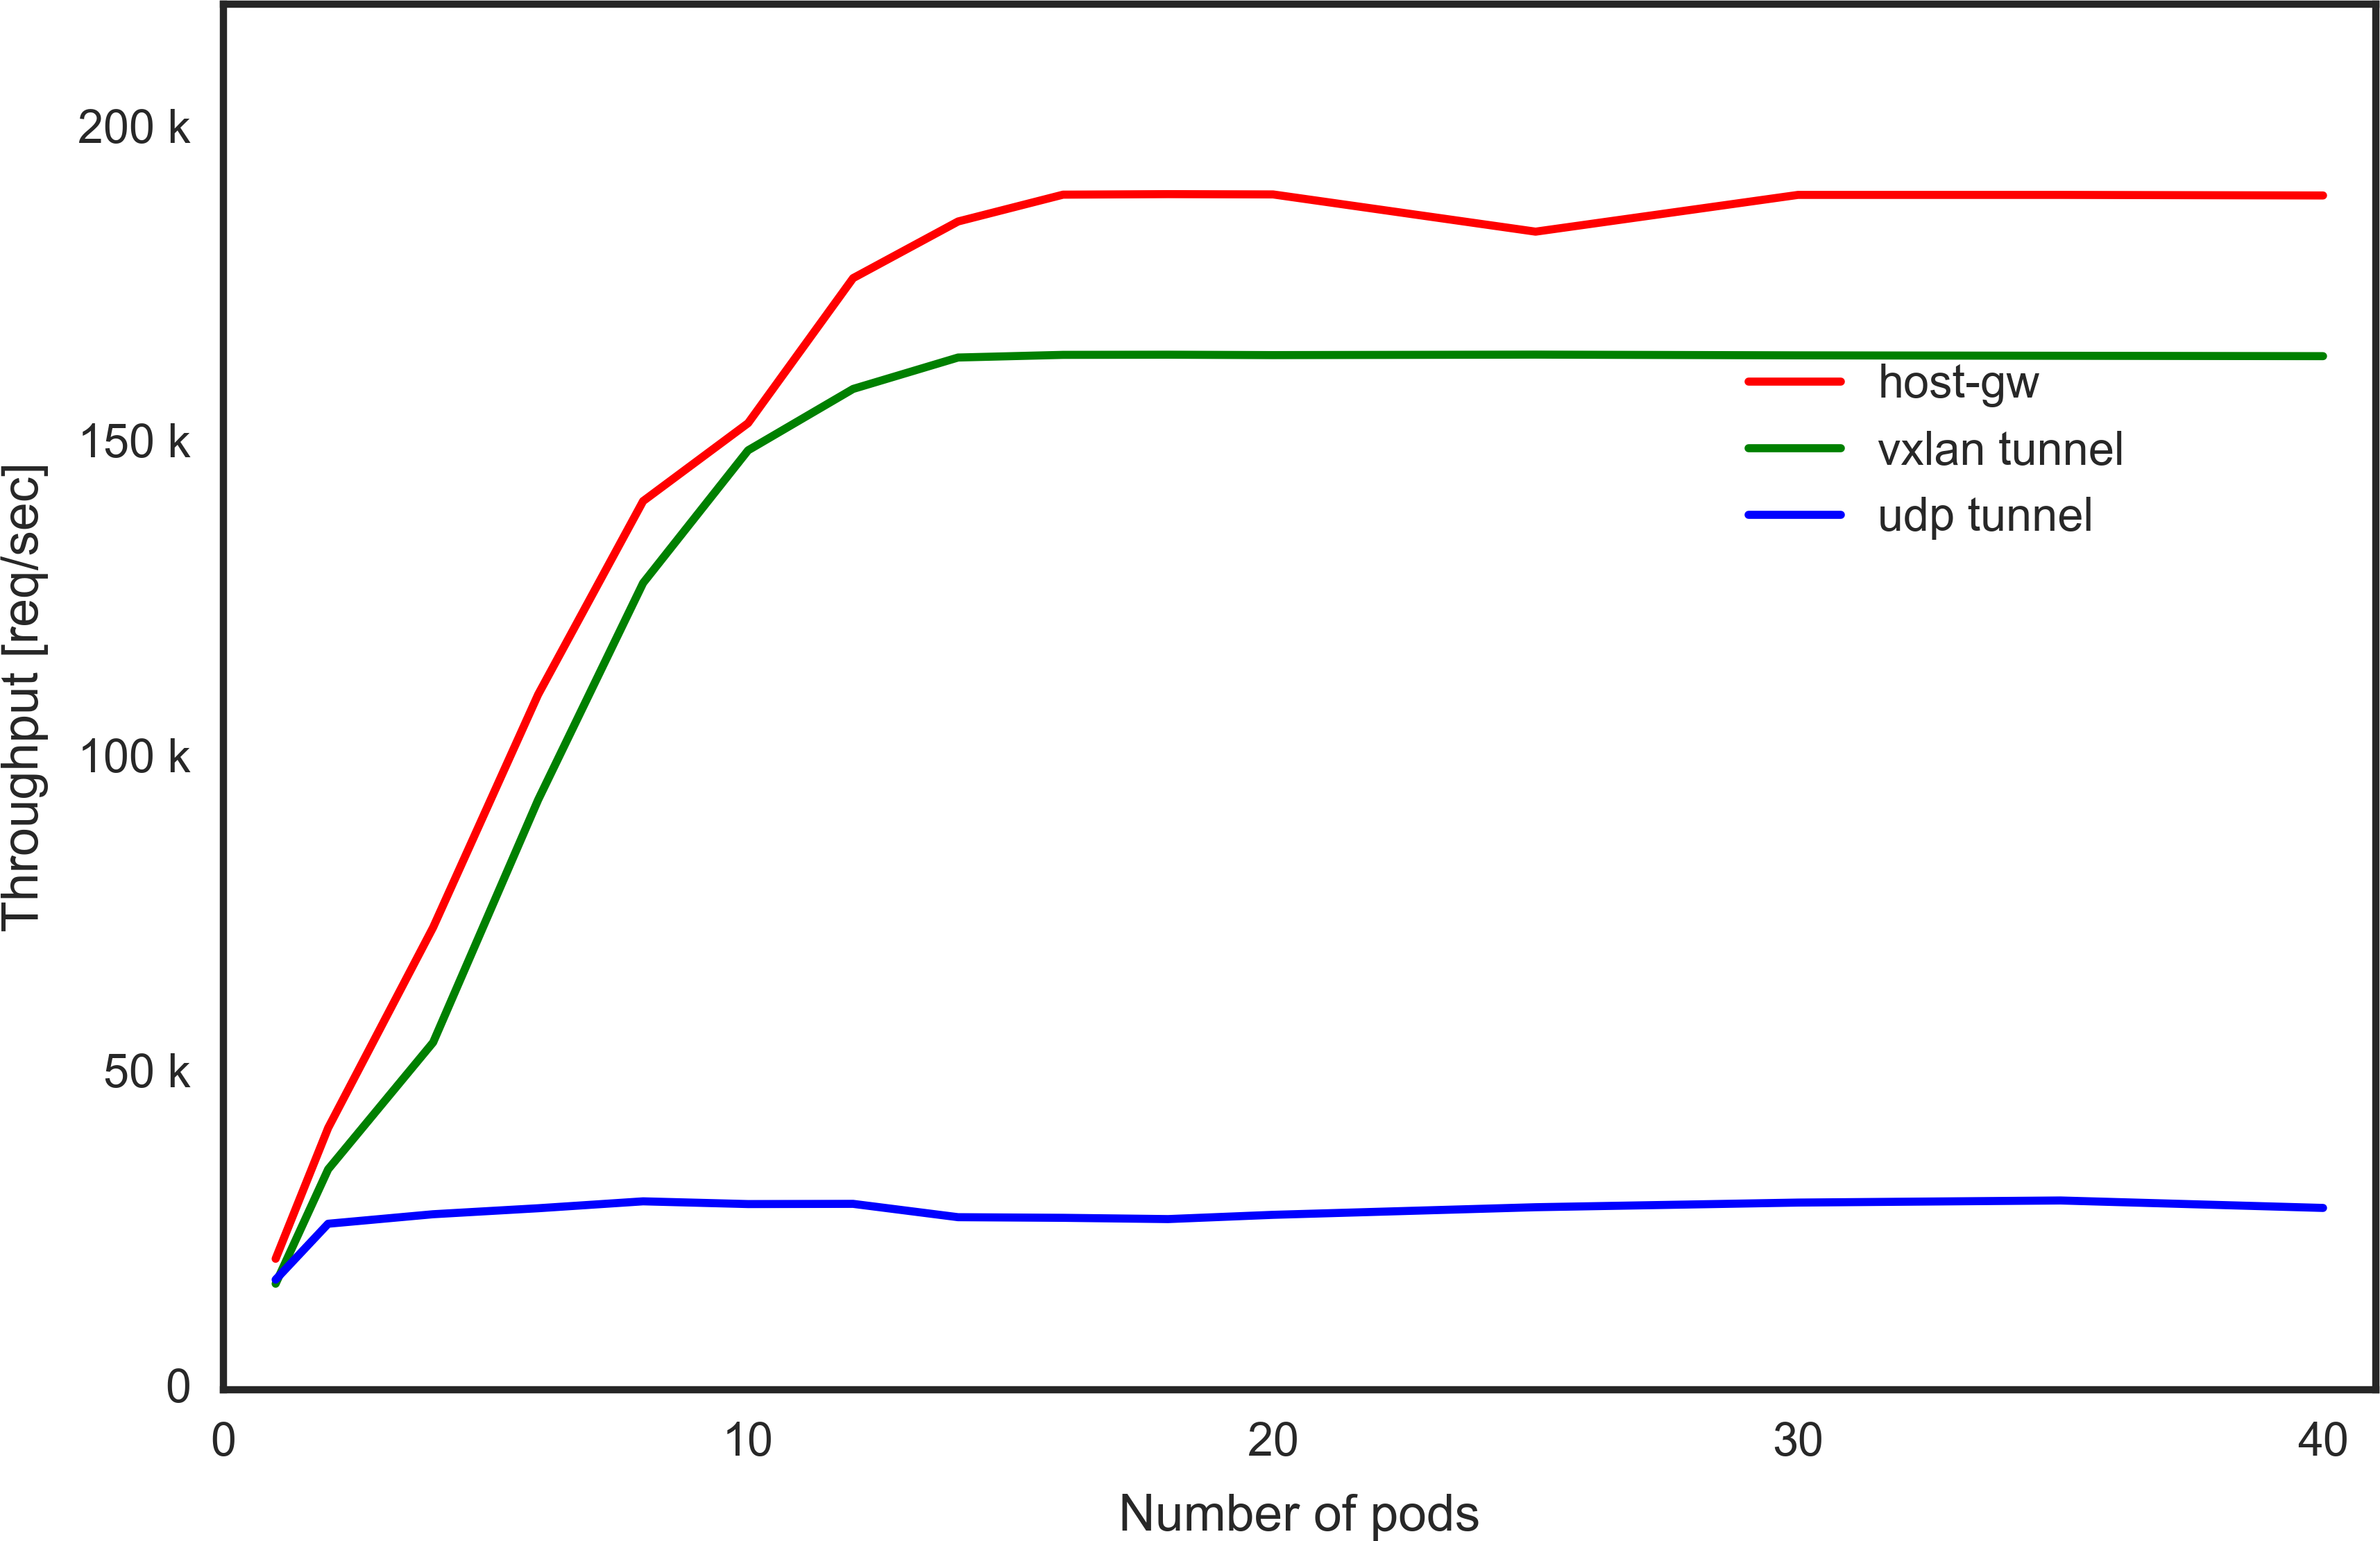 200 k
150 k
100 k
50 k
0
Throughput [req/sec]
host-gw
vxlan tunnel
udp tunnel
0 10 20 30 40
Number of pods